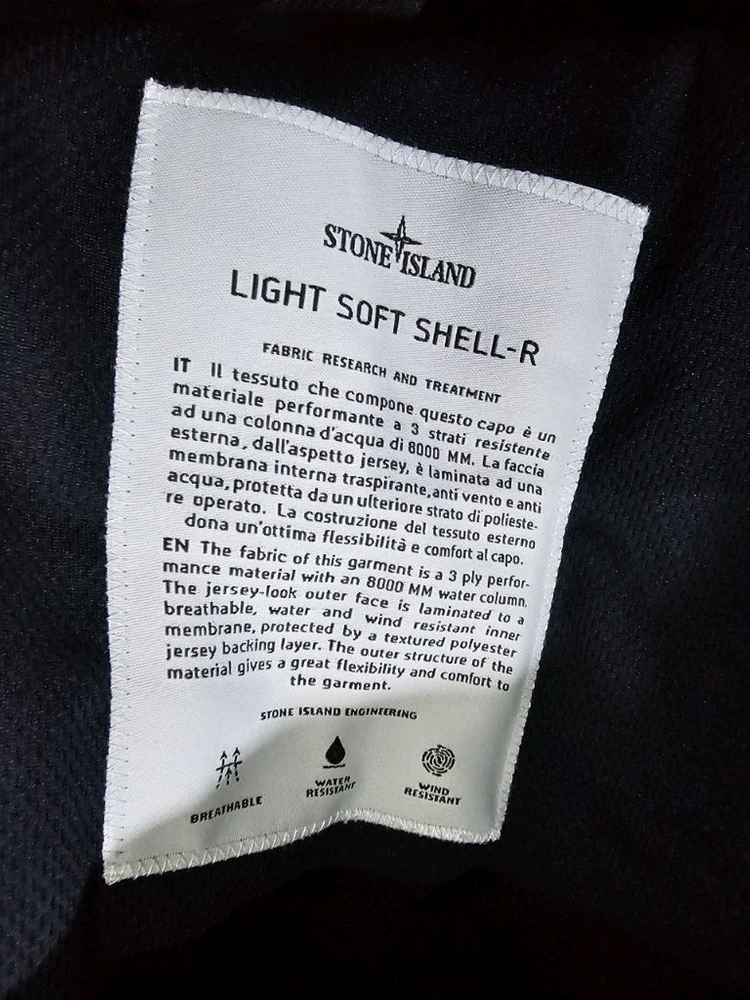 STONE ISLAND
LIGHT SOFT SHELL-R
FABRIC RESEARCH AND TREATMENT
IT Il tessuto che compone questo capo è un
materiale performante a 3 strati resistente
ad una colonna d'acqua di 8000 MM. La faccia
esterna, dall'aspetto jersey, è laminata ad una
membrana interna traspirante, anti vento e anti
acqua, protetta da un ulteriore strato di polieste-
re operato. La costruzione del tessuto esterno
dona un'ottima flessibilità e comfort al capo.
EN The fabric of this garment is a 3 ply perfor-
mance material with an 8000 MM water column.
The jersey-look outer face is laminated to a
breathable, water and wind resistant inner
membrane, protected by a textured polyester
jersey backing layer. The outer structure of the
material gives a great flexibility and comfort to
the garment.
STONE ISLAND ENGINEERING
BREATHABLE
WATER
RESISTANT
WIND
RESISTANT